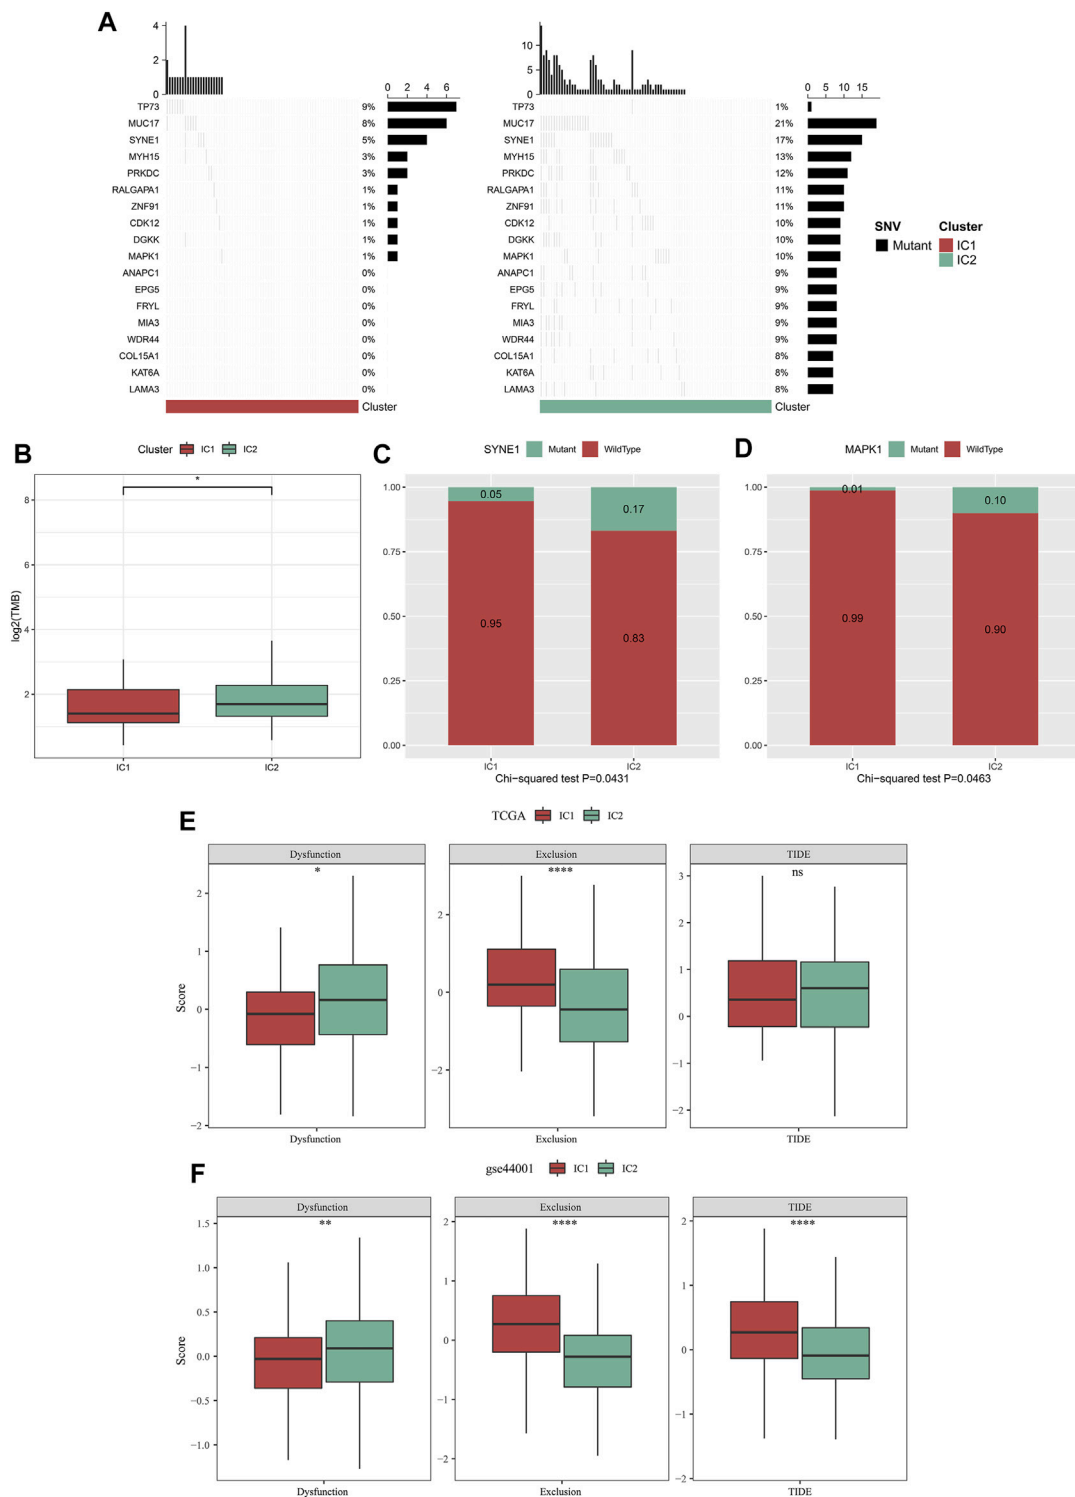 A
4
2
0
0 2 4 6
TP73 9%
MUC17 8%
SYNE1 5%
MYH15 3%
PRKDC 3%
RALGAPA1 1%
ZNF91 1%
CDK12 1%
DGKK 1%
MAPK1 1%
ANAPC1 0%
EPG5 0%
FRYL 0%
MIA3 0%
WDR44 0%
COL15A1 0%
KAT6A 0%
LAMA3 0%
Cluster
10
5
0
0 5 10 15
TP73 1%
MUC17 21%
SYNE1 17%
MYH15 13%
PRKDC 12%
RALGAPA1 11%
ZNF91 11%
CDK12 10%
DGKK 10%
MAPK1 10%
ANAPC1 9%
EPG5 9%
FRYL 9%
MIA3 9%
WDR44 9%
COL15A1 8%
KAT6A 8%
LAMA3 8%
Cluster
SNV
Mutant
Cluster
IC1
IC2
B
Cluster IC1 IC2
*
8
6
4
2
log2(TMB)
IC1 IC2
C
SYNE1 Mutant WildType
1.00
0.75
0.50
0.25
0.00
0.05
0.17
0.95
0.83
IC1 IC2
Chi-squared test P=0.0431
D
MAPK1 Mutant WildType
1.00
0.75
0.50
0.25
0.00
0.01
0.10
0.99
0.90
IC1 IC2
Chi-squared test P=0.0463
E
TCGA IC1 IC2
Score
Dysfunction
*
2
1
0
−1
−2
Dysfunction
Exclusion
****
2
0
−2
Exclusion
TIDE
ns
3
2
1
0
−1
−2
TIDE
F
gse44001 IC1 IC2
Score
Dysfunction
**
1.5
1.0
0.5
0.0
−0.5
−1.0
Dysfunction
Exclusion
****
2
1
0
−1
−2
Exclusion
TIDE
****
2
1
0
−1
−2
TIDE